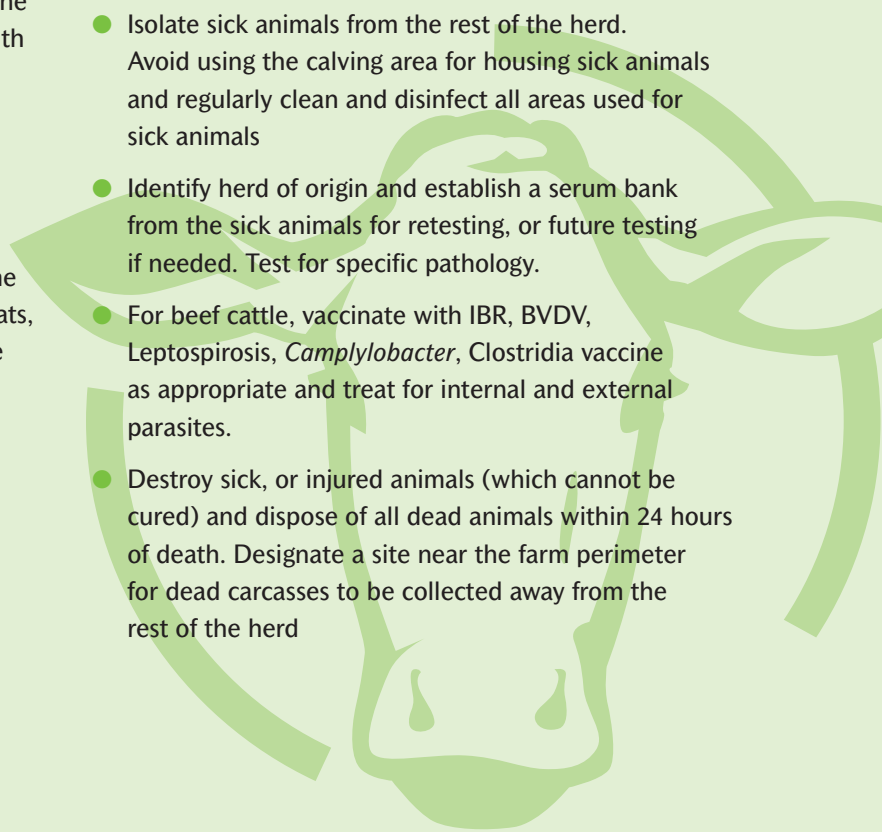 ne
th
ne
ats,
e
● Isolate sick animals from the rest of the herd.
Avoid using the calving area for housing sick animals
and regularly clean and disinfect all areas used for
sick animals
● Identify herd of origin and establish a serum bank
from the sick animals for retesting, or future testing
if needed. Test for specific pathology.
● For beef cattle, vaccinate with IBR, BVDV,
Leptospirosis, Camplylobacter, Clostridia vaccine
as appropriate and treat for internal and external
parasites.
● Destroy sick, or injured animals (which cannot be
cured) and dispose of all dead animals within 24 hours
of death. Designate a site near the farm perimeter
for dead carcasses to be collected away from the
rest of the herd